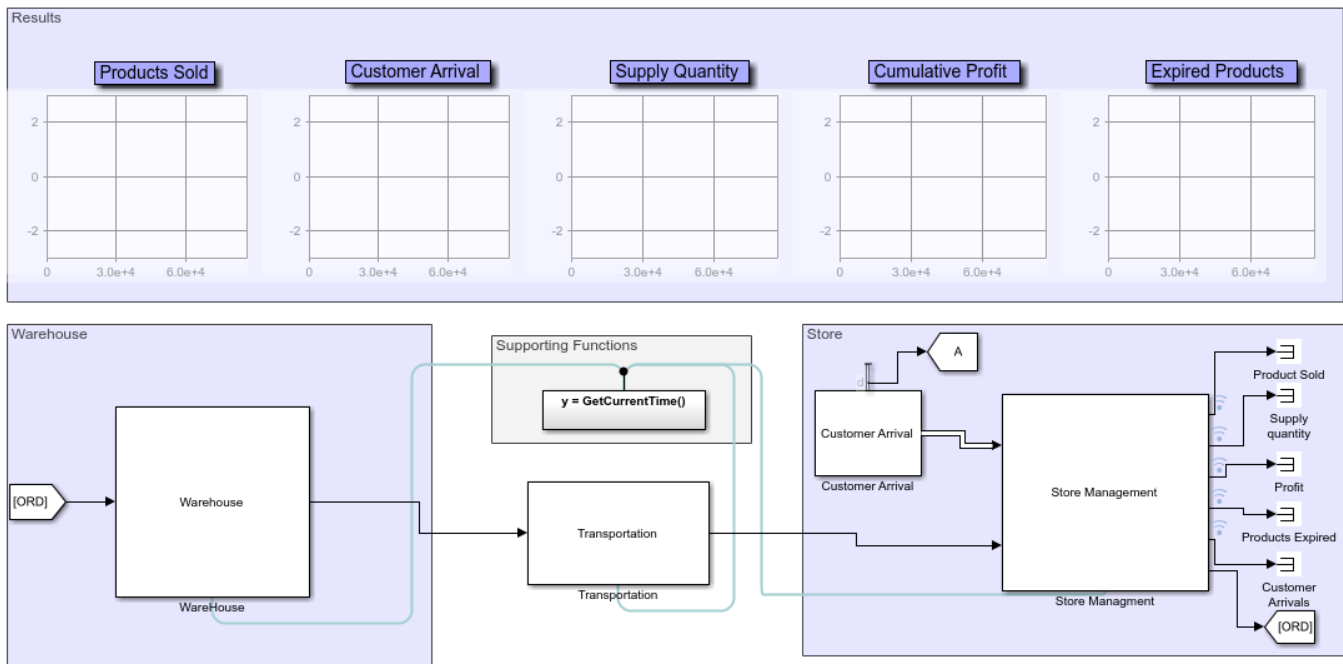 Results
Products Sold
Customer Arrival
Supply Quantity
Cumulative Profit
Expired Products
2
0
-2
0
3.0e+4
6.0e+4
2
0
-2
0
3.0e+4
6.0e+4
2
0
-2
0
3.0e+4
6.0e+4
2
0
-2
0
3.0e+4
6.0e+4
2
0
-2
0
3.0e+4
6.0e+4
Warehouse
[ORD]
Warehouse
WareHouse
Supporting Functions
y = GetCurrentTime()
Transportation
Transportation
Store
A
d
Customer Arrival
Customer Arrival
Store Management
Store Managment
Product Sold
Supply
quantity
Profit
Products Expired
Customer
Arrivals
[ORD]